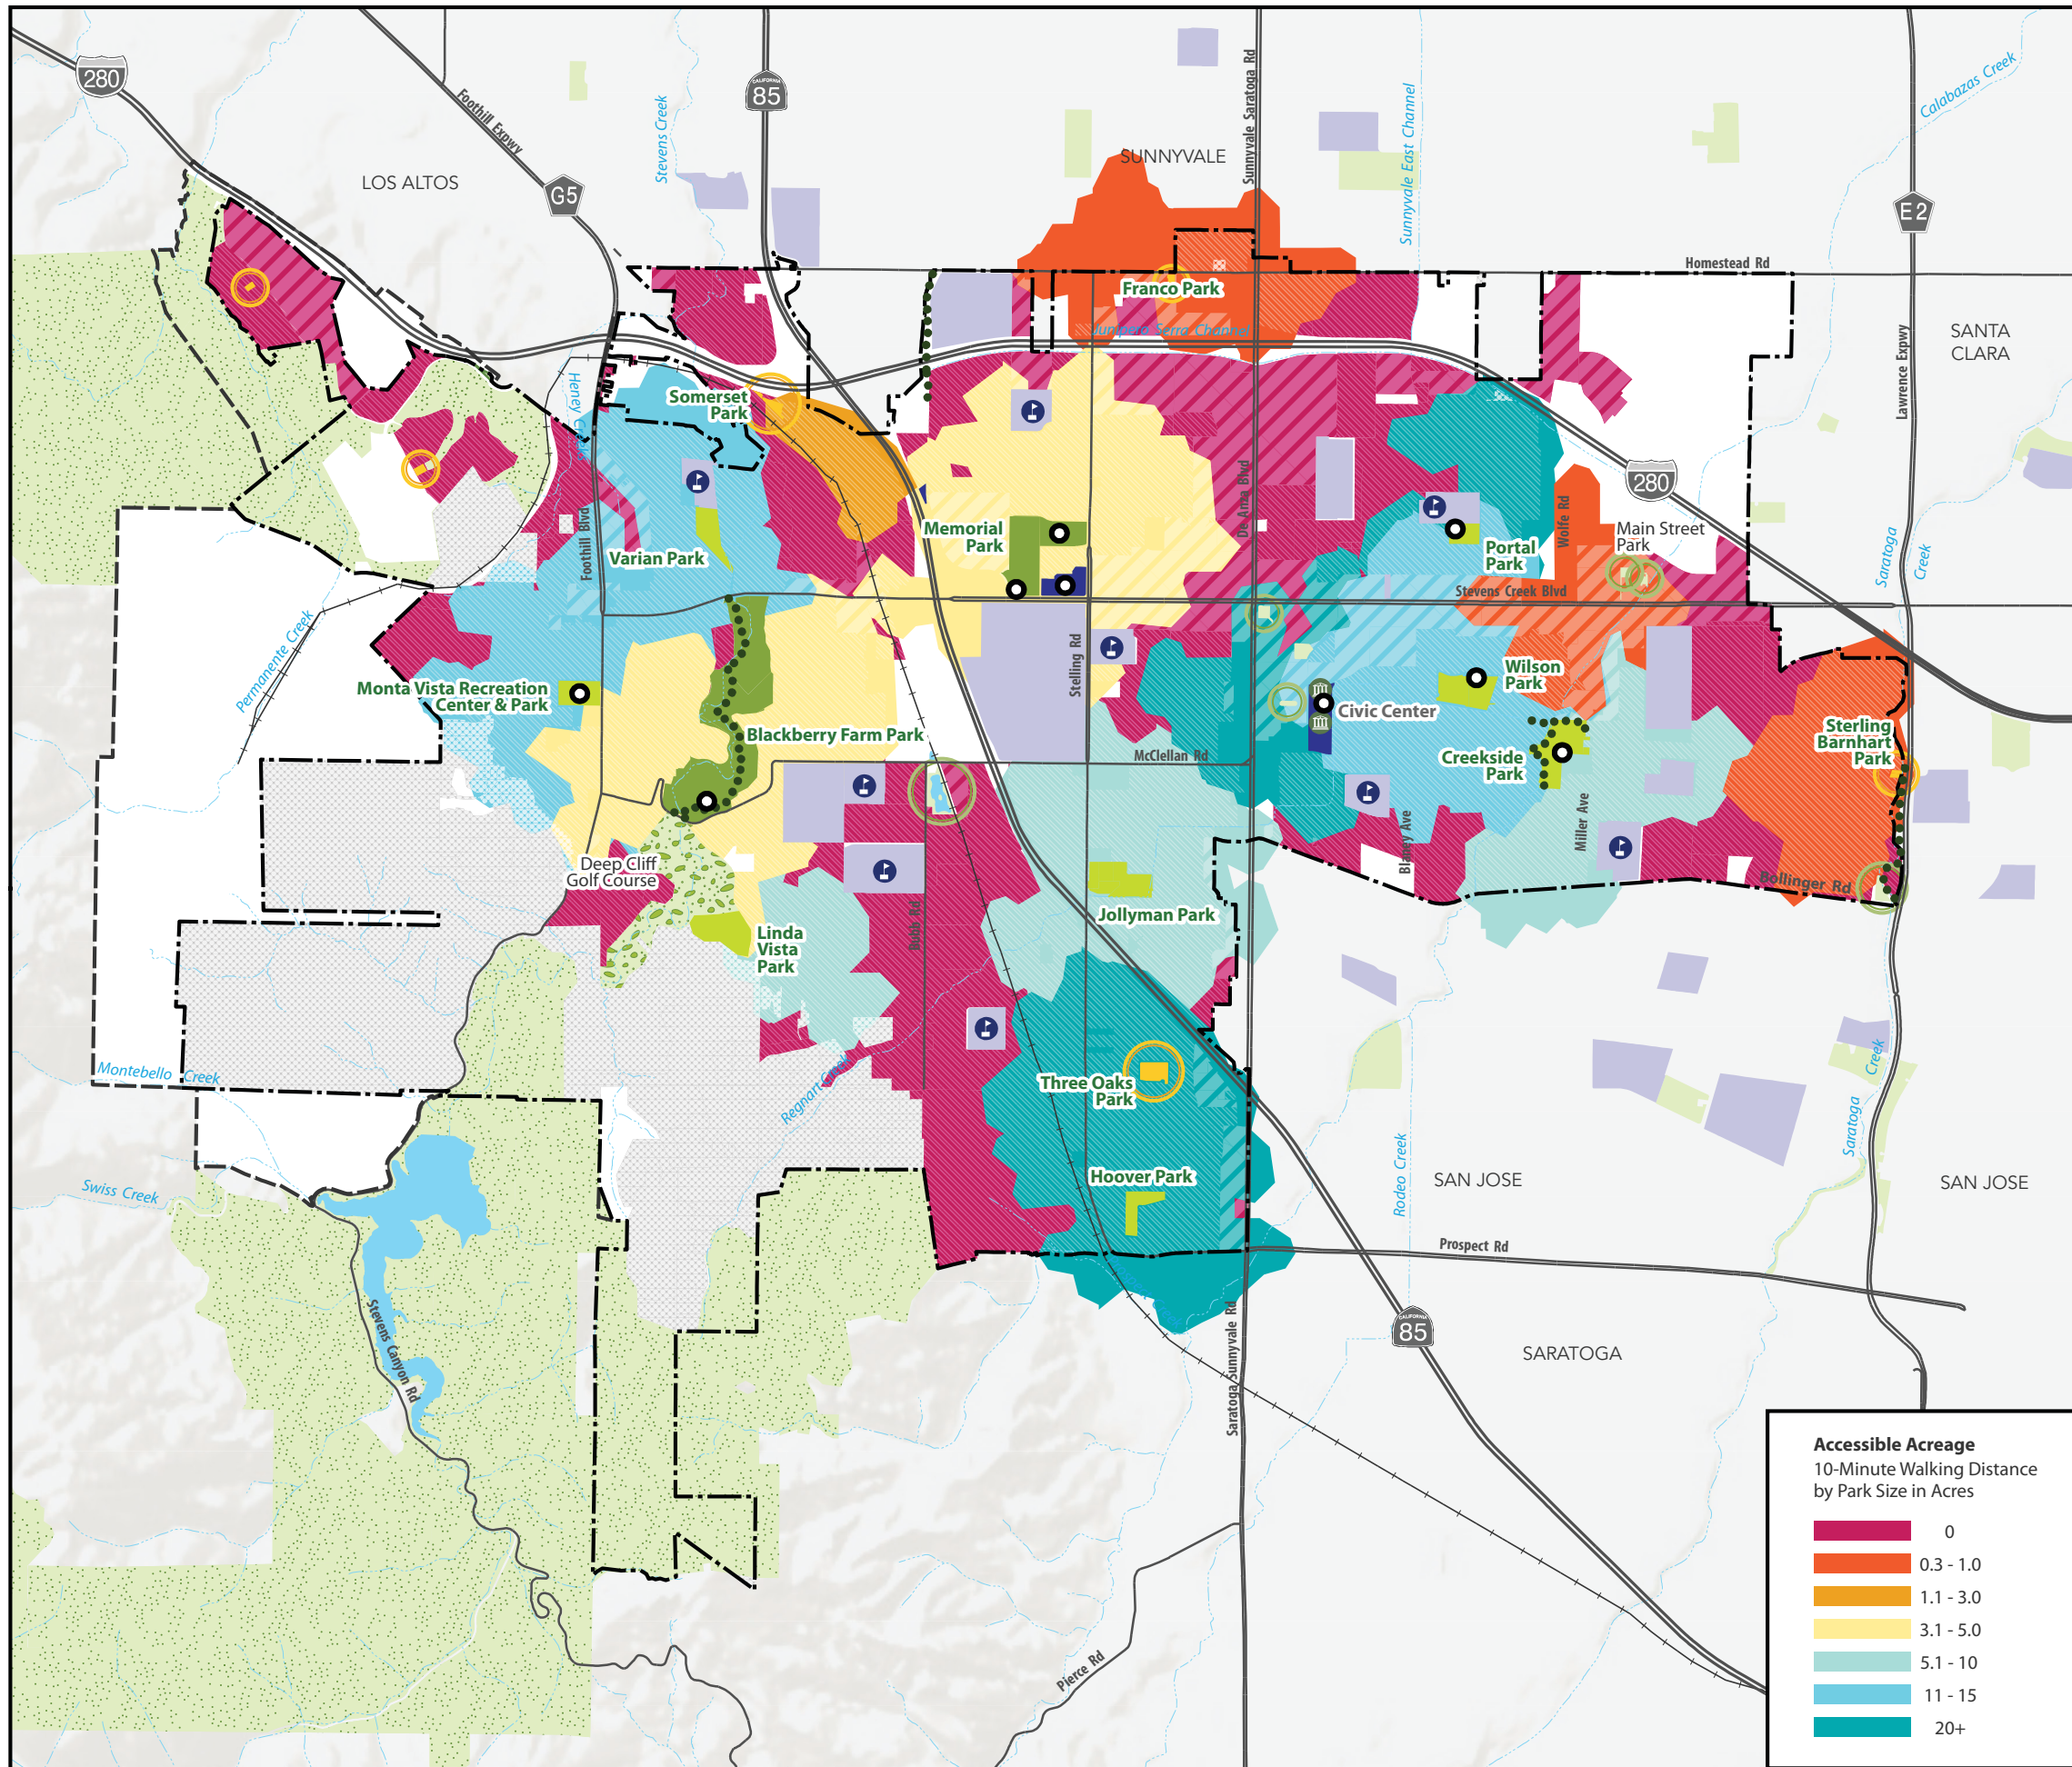 280
Foothill Expwy
CALIFORNIA
85
Stevens Creek
LOS ALTOS
G5
SUNNYVALE
Sunnyvale Saratoga Rd
Sunnyvale East Channel
Calabazas Creek
E2
Homestead Rd
SANTA
CLARA
Lawrence Expwy
Franco Park
Junipero Serra Channel
Somerset
Park
Foothill Blvd
Varian Park
Memorial
Park
De Anza Blvd
Portal
Park
Wolfe Rd
280
Main Street
Park
Saratoga
Creek
Stevens Creek Blvd
Permanente Creek
Monta Vista Recreation
Center & Park
Blackberry Farm Park
Stelling Rd
McClellan Rd
Civic Center
Wilson
Park
Creekside
Park
Sterling
Barnhart
Park
Miller Ave
Blaney Ave
Bollinger Rd
Deep Cliff
Golf Course
Linda
Vista
Park
Bubb Rd
Jollyman Park
Regnart Creek
Three Oaks
Park
Hoover Park
Montebello Creek
Swiss Creek
Stevens Canyon Rd
Rodeo Creek
SAN JOSE
Saratoga
Creek
SAN JOSE
Prospect Rd
Saratoga Sunnyvale Rd
CALIFORNIA
85
SARATOGA
Pierce Rd
Accessible Acreage
10-Minute Walking Distance
by Park Size in Acres
0
0.3 - 1.0
1.1 - 3.0
3.1 - 5.0
5.1 - 10
11 - 15
20+